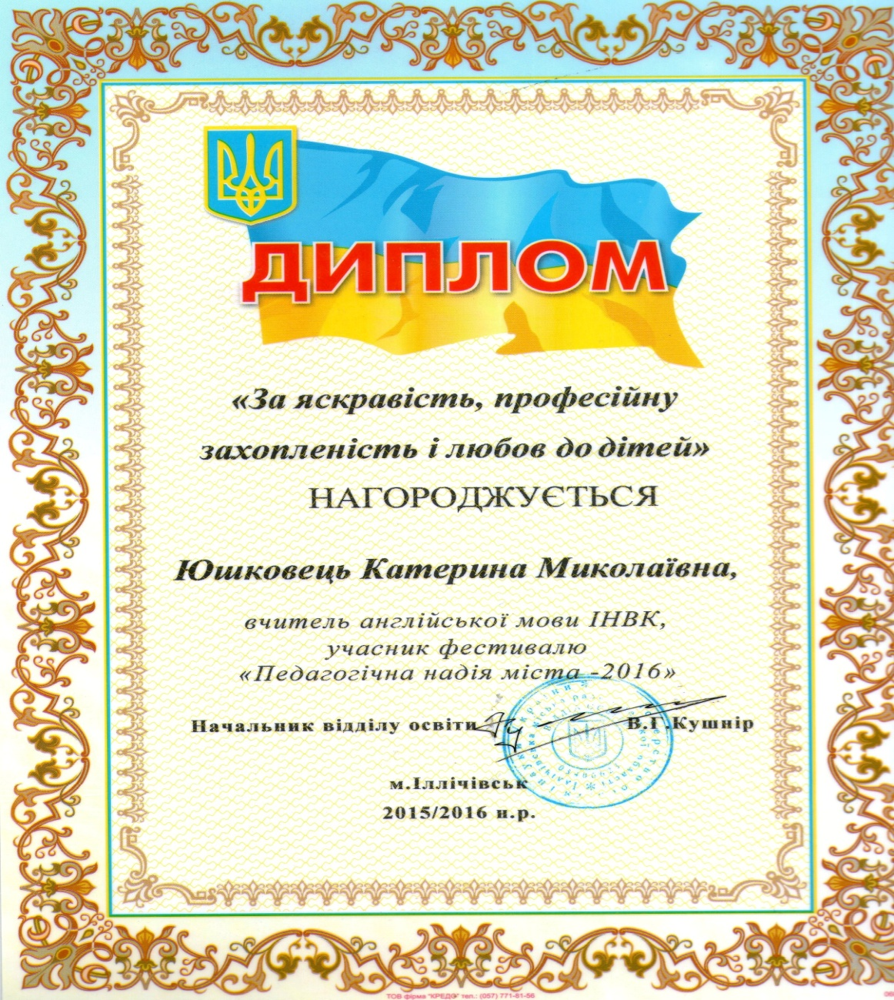 ДИПЛОМ
«За яскравість, професійну
захопленість і любов до дітей»
НАГОРОДЖУЄТЬСЯ
Юшковець Катерина Миколаївна,
вчитель англійської мови ІНВК,
учасник фестивалю
«Педагогічна надія міста -2016»
Начальник відділу освіти В.Г.Кушнір
м.Іллічівськ
2015/2016 н.р.
ТОВ фірма "КРЕДО" тел.: (057) 771-81-56